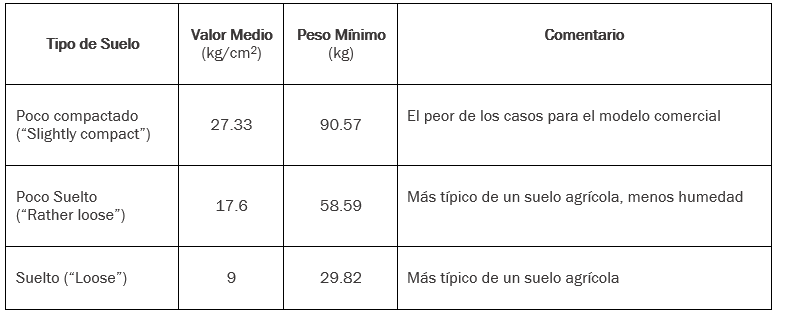 Tipo de Suelo
Valor Medio
(kg/cm²)
Peso Mínimo
(kg)
Comentario
Poco compactado
(“Slightly compact”)
27.33
90.57
El peor de los casos para el modelo comercial
Poco Suelto
(“Rather loose”)
17.6
58.59
Más típico de un suelo agrícola, menos humedad
Suelto (“Loose”)
9
29.82
Más típico de un suelo agrícola